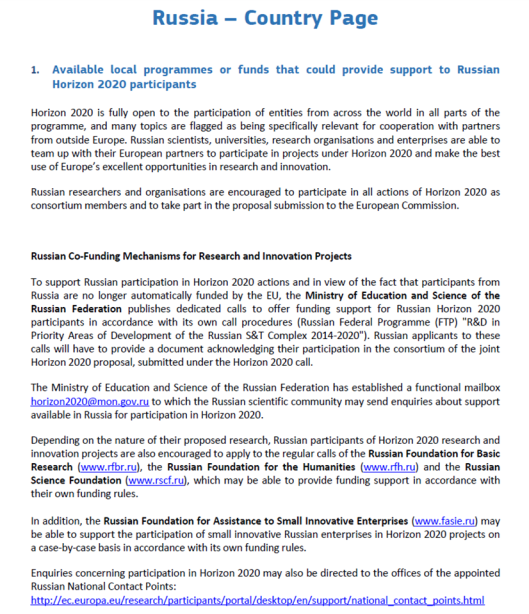 Russia – Country Page
1. Available local programmes or funds that could provide support to Russian
Horizon 2020 participants
Horizon 2020 is fully open to the participation of entities from across the world in all parts of the
programme, and many topics are flagged as being specifically relevant for cooperation with partners
from outside Europe. Russian scientists, universities, research organisations and enterprises are able to
team up with their European partners to participate in projects under Horizon 2020 and make the best
use of Europe's excellent opportunities in research and innovation.
Russian researchers and organisations are encouraged to participate in all actions of Horizon 2020 as
consortium members and to take part in the proposal submission to the European Commission.
Russian Co-Funding Mechanisms for Research and Innovation Projects
To support Russian participation in Horizon 2020 actions and in view of the fact that participants from
Russia are no longer automatically funded by the EU, the Ministry of Education and Science of the
Russian Federation publishes dedicated calls to offer funding support for Russian Horizon 2020
participants in accordance with its own call procedures (Russian Federal Programme (FTP) "R&D in
Priority Areas of Development of the Russian S&T Complex 2014-2020"). Russian applicants to these
calls will have to provide a document acknowledging their participation in the consortium of the joint
Horizon 2020 proposal, submitted under the Horizon 2020 call.
The Ministry of Education and Science of the Russian Federation has established a functional mailbox
horizon2020@mon.gov.ru to which the Russian scientific community may send enquiries about support
available in Russia for participation in Horizon 2020.
Depending on the nature of their proposed research, Russian participants of Horizon 2020 research and
innovation projects are also encouraged to apply to the regular calls of the Russian Foundation for Basic
Research (www.rfbr.ru), the Russian Foundation for the Humanities (www.rfh.ru) and the Russian
Science Foundation (www.rscf.ru), which may be able to provide funding support in accordance with
their own funding rules.
In addition, the Russian Foundation for Assistance to Small Innovative Enterprises (www.fasie.ru) may
be able to support the participation of small innovative Russian enterprises in Horizon 2020 projects on
a case-by-case basis in accordance with its own funding rules.
Enquiries concerning participation in Horizon 2020 may also be directed to the offices of the appointed
Russian National Contact Points:
http://ec.europa.eu/research/participants/portal/desktop/en/support/national_contact_points.html